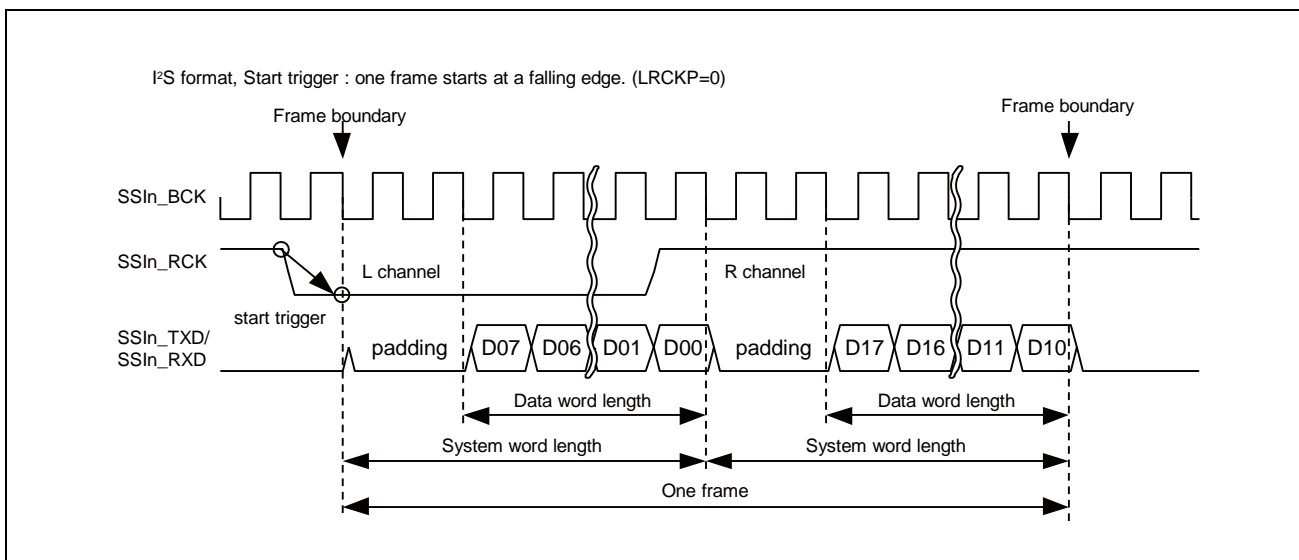 I²S format, Start trigger : one frame starts at a falling edge. (LRCKP=0)
Frame boundary
Frame boundary
SSIn_BCK
SSIn_RCK
L channel
R channel
start trigger
SSIn_TXD/
SSIn_RXD
padding
D07
D06
D01
D00
padding
D17
D16
D11
D10
Data word length
Data word length
System word length
System word length
One frame